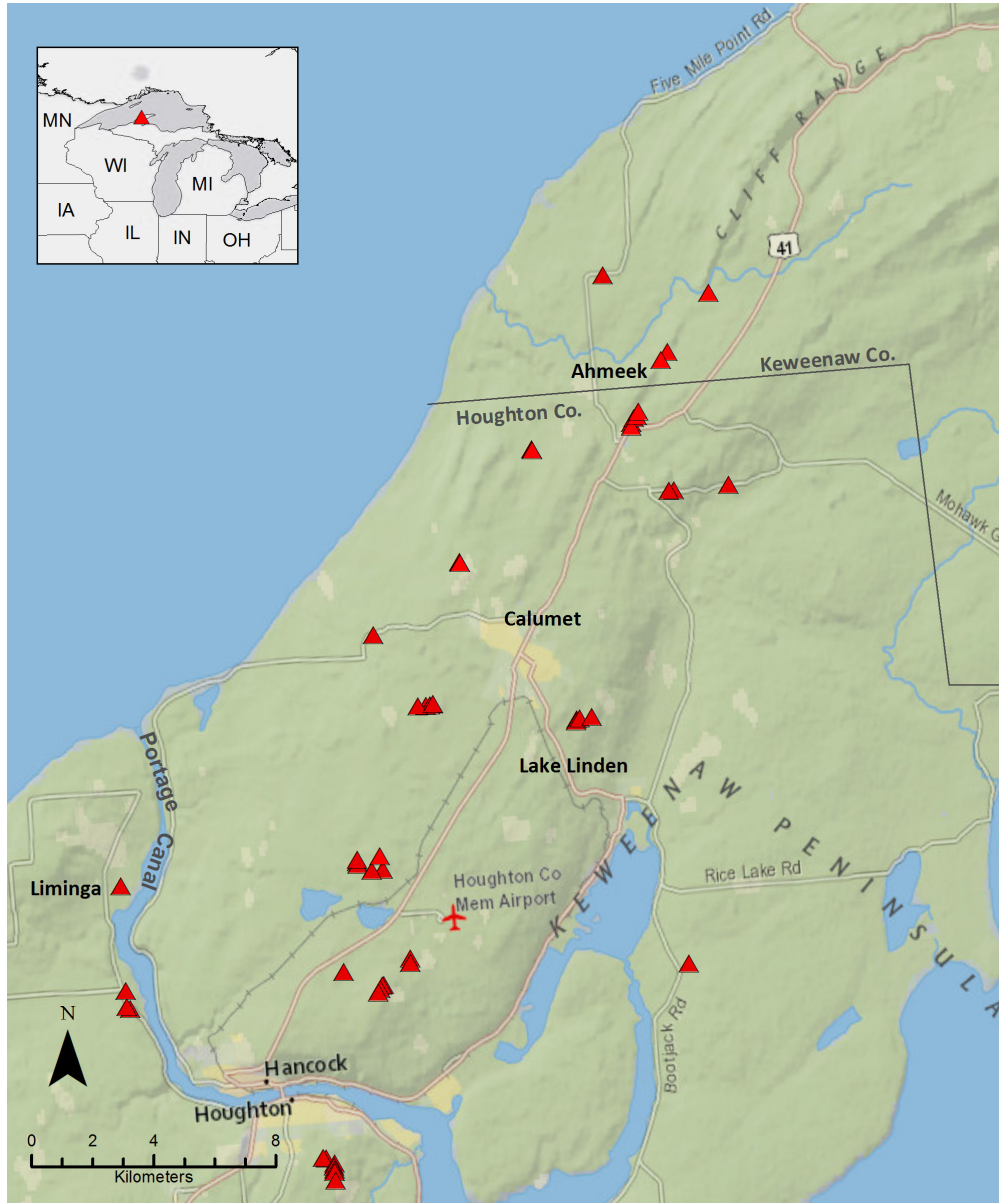 Five Mile Point Rd
CLIFF RANGE
MN
WI
MI
IA
IL
IN
OH
41
Ahmeek
Keweenaw Co.
Houghton Co.
Mohawk G
Calumet
Lake Linden
Portage Canal
KEWEENAW PENINSULA
Rice Lake Rd
Liminga
Houghton Co
Mem Airport
N
Bootjack Rd
Hancock
Houghton
0 2 4 8
Kilometers